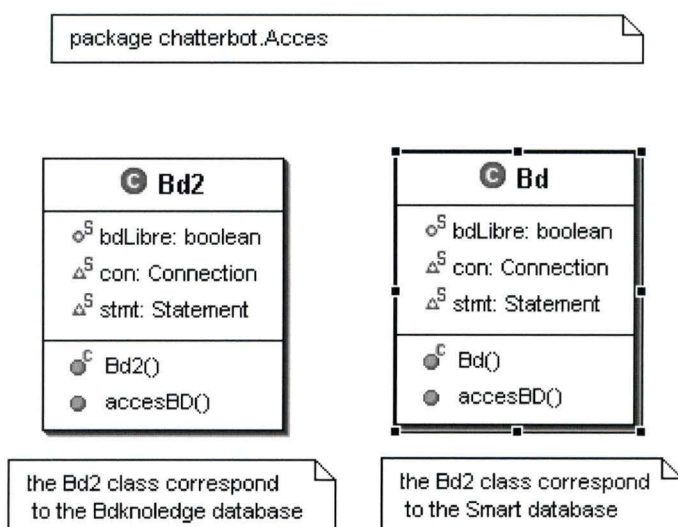 package chatterbot.Acces
C Bd2
S bdLibre: boolean
S con: Connection
S stmt: Statement
C Bd2()
accesBD()
the Bd2 class correspond
to the Bdknoledge database
C Bd
S bdLibre: boolean
S con: Connection
S stmt: Statement
C Bd()
accesBD()
the Bd2 class correspond
to the Smart database